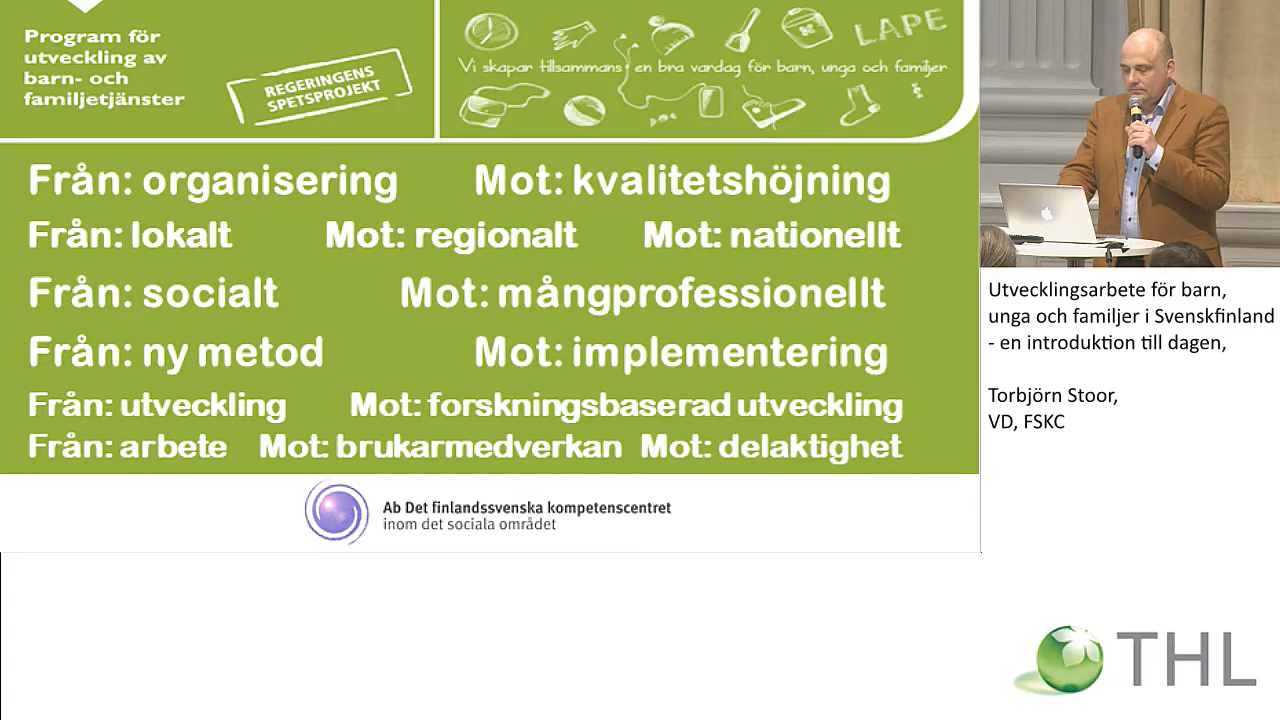 Program för
utveckling av
barn- och
familjetjänster
REGERINGENS
SPETSPROJEKT
LAPE
Vi skapar tillsammans en bra vardag för barn, unga och familjer
Från: organisering Mot: kvalitetshöjning
Från: lokalt Mot: regionalt Mot: nationellt
Från: socialt Mot: mångprofessionellt
Från: ny metod Mot: implementering
Från: utveckling Mot: forskningsbaserad utveckling
Från: arbete Mot: brukarmedverkan Mot: delaktighet
Ab Det finlandssvenska kompetenscentret
inom det sociala området
Utvecklingsarbete för barn,
unga och familjer i Svenskfinland
- en introduktion till dagen,
Torbjörn Stoor,
VD, FSKC
THL